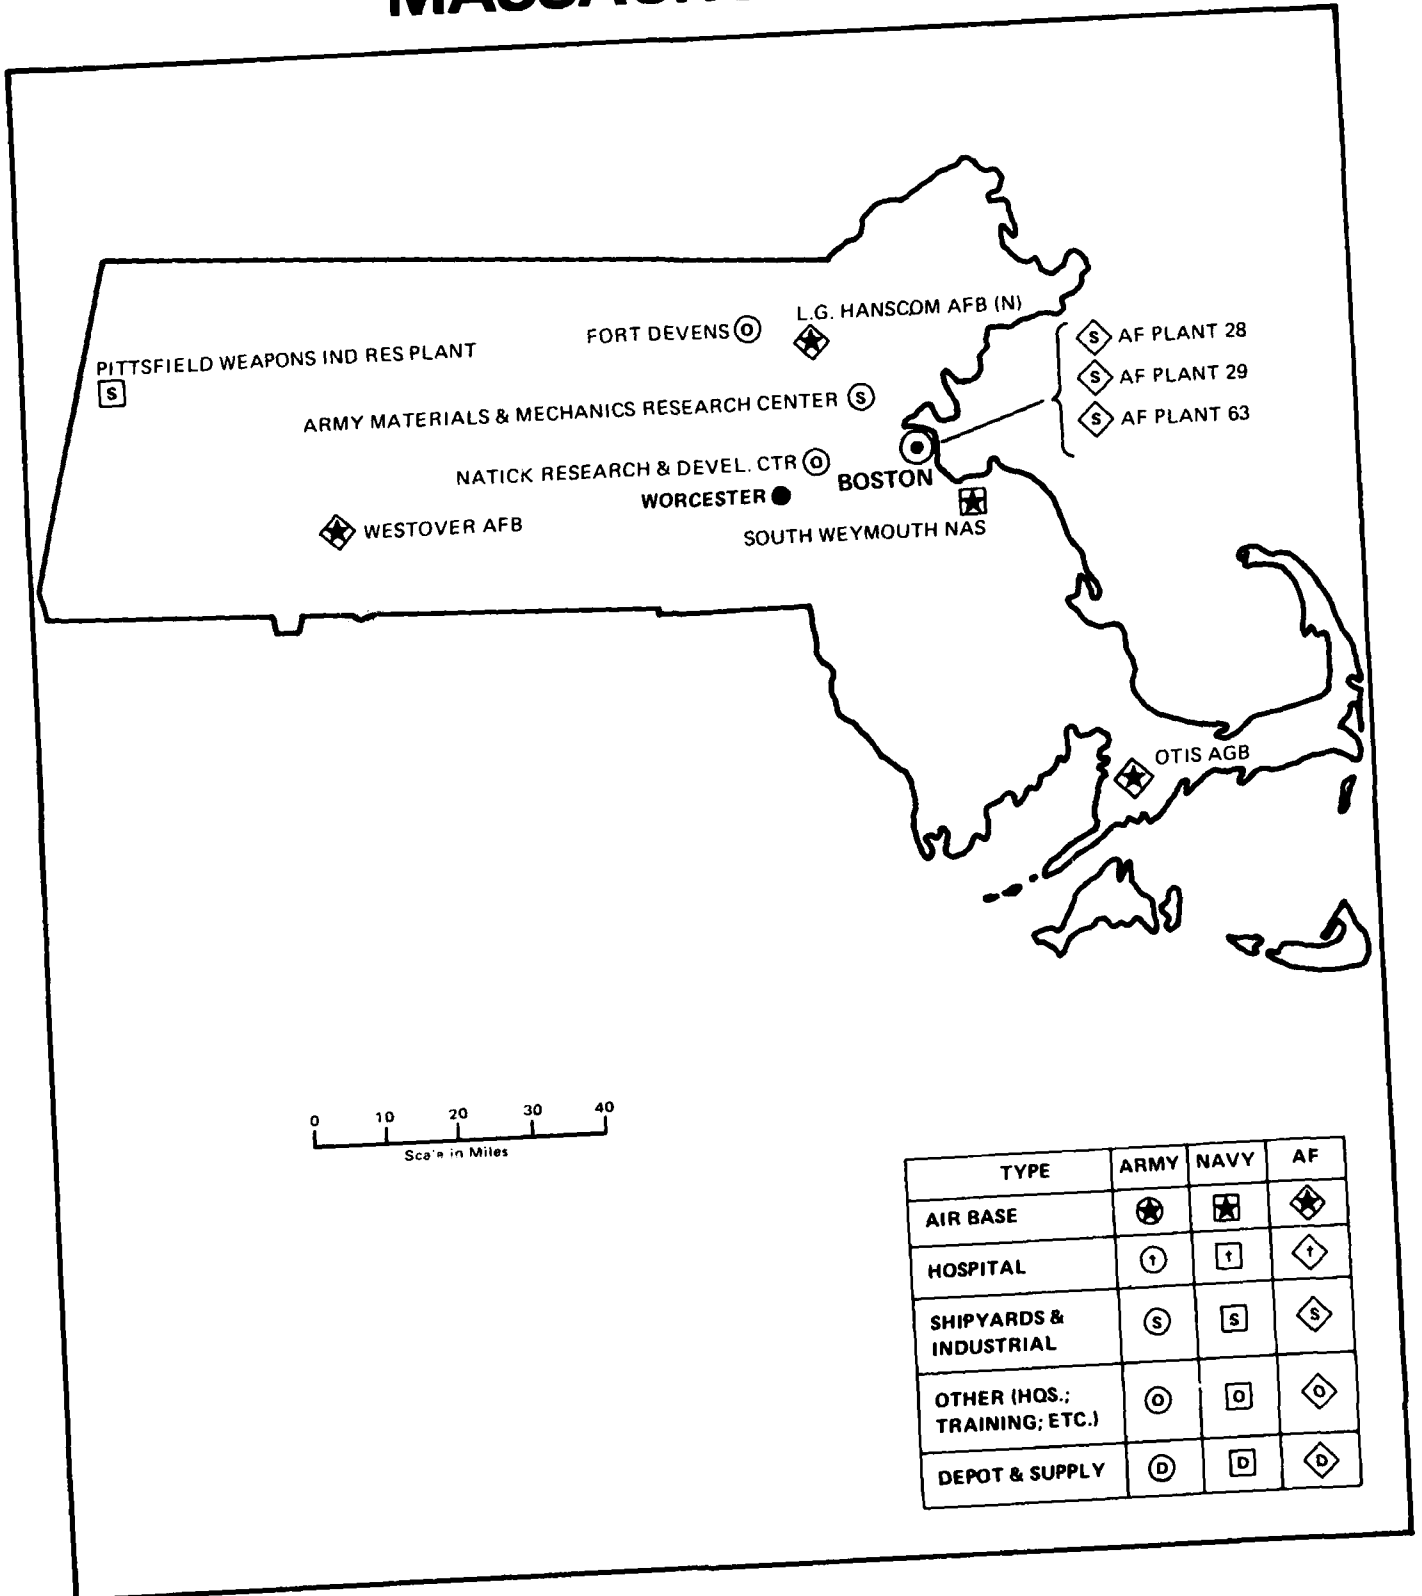 L.G. HANSCOM AFB (N)
FORT DEVENS O
S AF PLANT 28
PITTSFIELD WEAPONS IND RES PLANT
S
S AF PLANT 29
ARMY MATERIALS & MECHANICS RESEARCH CENTER S
S AF PLANT 63
NATICK RESEARCH & DEVEL. CTR O
BOSTON
WORCESTER
WESTOVER AFB
SOUTH WEYMOUTH NAS
OTIS AGB
0 10 20 30 40
Scale in Miles
TYPE ARMY NAVY AF
AIR BASE
HOSPITAL t t t
SHIPYARDS &
INDUSTRIAL S S S
OTHER (HQS.;
TRAINING; ETC.) O O O
DEPOT & SUPPLY D D D